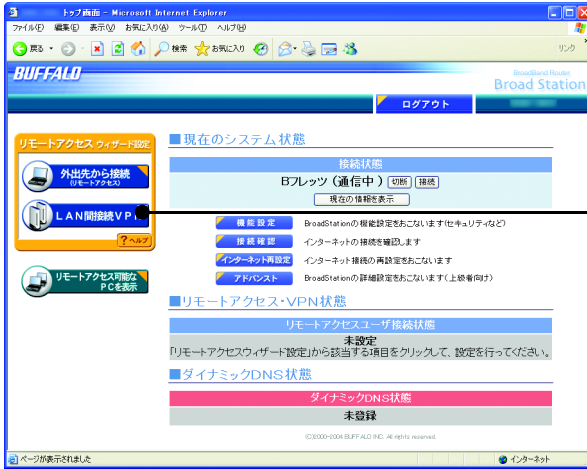 トップ画面 - Microsoft Internet Explorer
ファイル(F) 編集(E) 表示(V) お気に入り(A) ツール(T) ヘルプ(H)
戻る 検索 お気に入り リンク
BUFFALO
BroadBand Router
Broad Station
ログアウト
リモートアクセス ウィザード設定
外出先から接続
(リモートアクセス)
LAN間接続VP
ヘルプ
リモートアクセス可能な
PCを表示
■現在のシステム状態
接続状態
Bフレッツ (通信中) 切断 接続
現在の情報を表示
機能設定 BroadStationの機能設定をおこないます(セキュリティなど)
接続確認 インターネットの接続を確認します
インターネット再設定 インターネット接続の再設定をおこないます
アドバンスト BroadStationの詳細設定をおこないます(上級者向け)
■リモートアクセス・VPN状態
リモートアクセスユーザ接続状態
未設定
「リモートアクセスウィザード設定」から該当する項目をクリックして、設定を行ってください。
■ダイナミックDNS状態
ダイナミックDNS状態
未登録
(C)2000-2004 BUFFALO INC. All rights reserved.
ページが表示されました インターネット